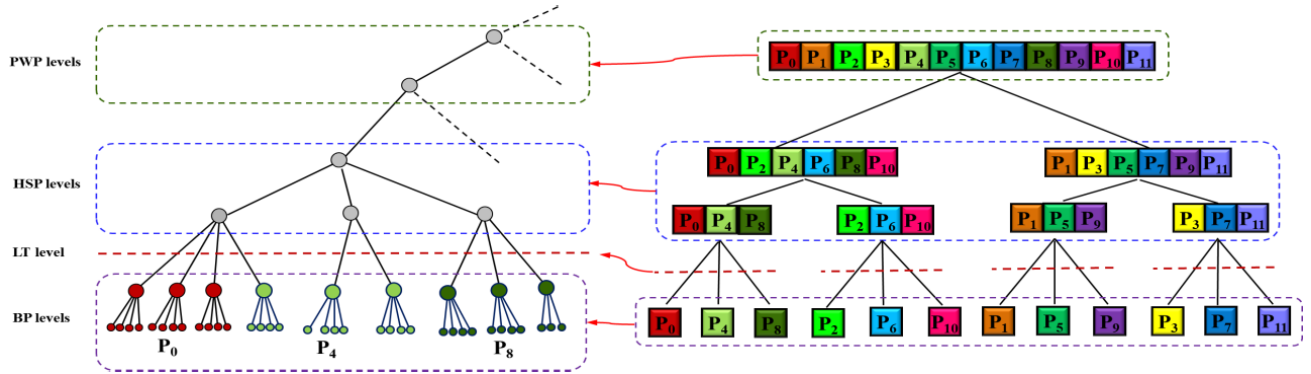 PWP levels
P0 P1 P2 P3 P4 P5 P6 P7 P8 P9 P10 P11
HSP levels
P0 P2 P4 P6 P8 P10
P1 P3 P5 P7 P9 P11
P0 P4 P8
P2 P6 P10
P1 P5 P9
P3 P7 P11
LT level
BP levels
P0 P4 P8
P0 P4 P8 P2 P6 P10 P1 P5 P9 P3 P7 P11